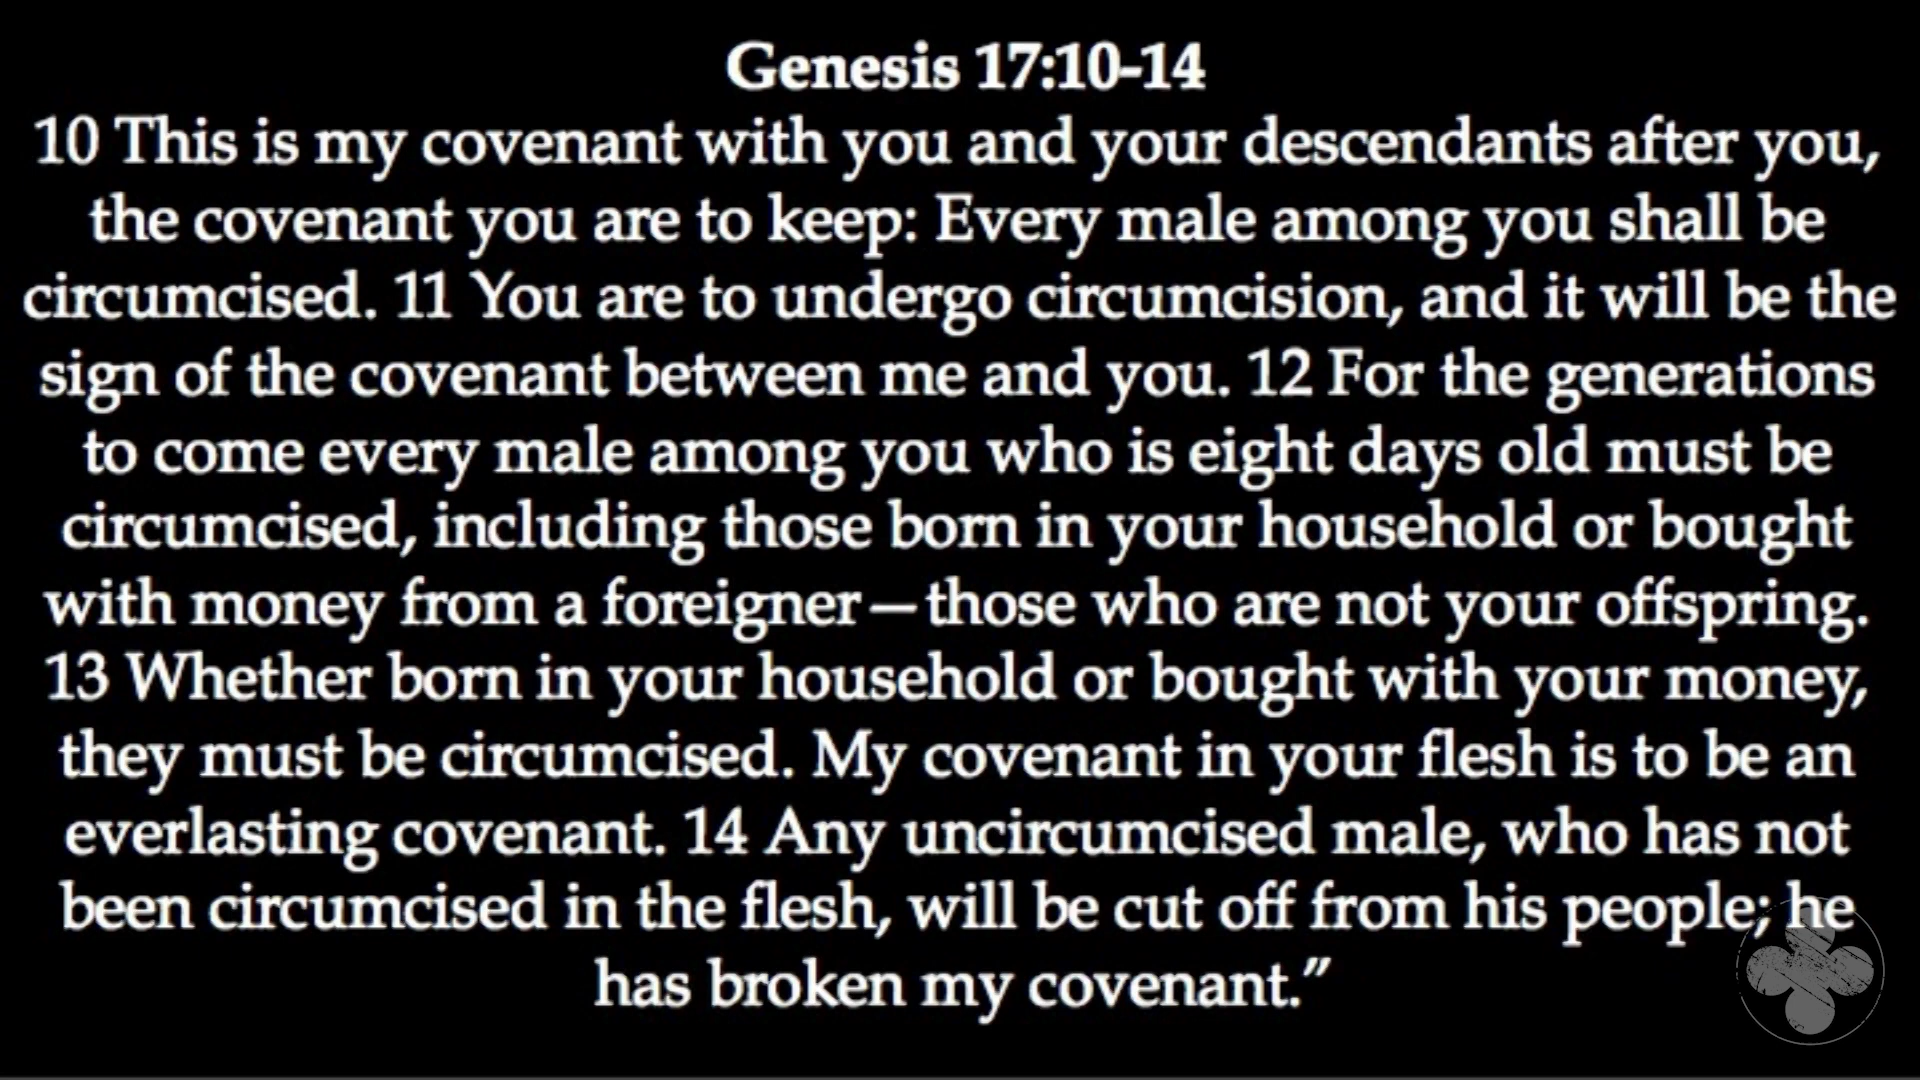 Genesis 17:10-14
10 This is my covenant with you and your descendants after you,
the covenant you are to keep: Every male among you shall be
circumcised. 11 You are to undergo circumcision, and it will be the
sign of the covenant between me and you. 12 For the generations
to come every male among you who is eight days old must be
circumcised, including those born in your household or bought
with money from a foreigner—those who are not your offspring.
13 Whether born in your household or bought with your money,
they must be circumcised. My covenant in your flesh is to be an
everlasting covenant. 14 Any uncircumcised male, who has not
been circumcised in the flesh, will be cut off from his people; he
has broken my covenant.”